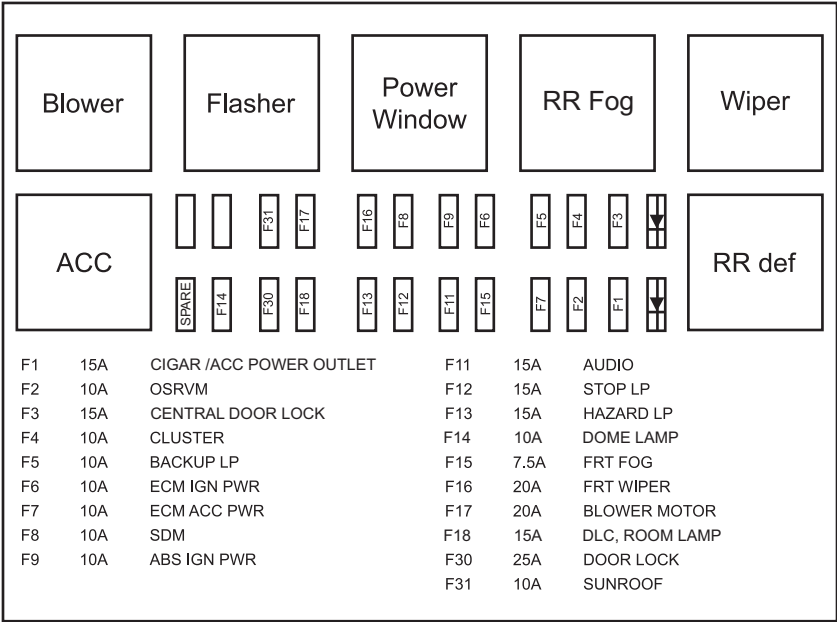 Blower
Flasher
Power
Window
RR Fog
Wiper
ACC
F31 F17 F16 F8 F9 F6 F5 F4 F3
RR def
SPARE F14 F30 F18 F13 F12 F11 F15 F7 F2 F1
F1 15A CIGAR /ACC POWER OUTLET
F2 10A OSRVM
F3 15A CENTRAL DOOR LOCK
F4 10A CLUSTER
F5 10A BACKUP LP
F6 10A ECM IGN PWR
F7 10A ECM ACC PWR
F8 10A SDM
F9 10A ABS IGN PWR
F11 15A AUDIO
F12 15A STOP LP
F13 15A HAZARD LP
F14 10A DOME LAMP
F15 7.5A FRT FOG
F16 20A FRT WIPER
F17 20A BLOWER MOTOR
F18 15A DLC, ROOM LAMP
F30 25A DOOR LOCK
F31 10A SUNROOF